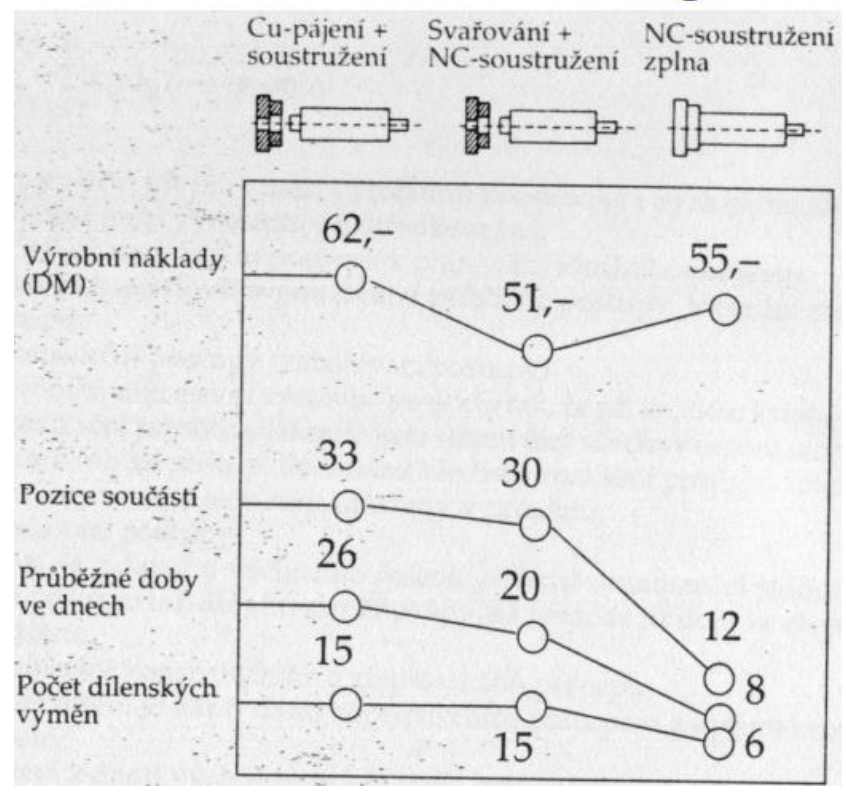 Cu-pájení +
soustružení
Svařování +
NC-soustružení
NC-soustružení
zplna
Výrobní náklady
(DM)
62,–
51,–
55,–
Pozice součástí
33
30
12
Průběžné doby
ve dnech
26
20
8
Počet dílenských
výměn
15
15
6